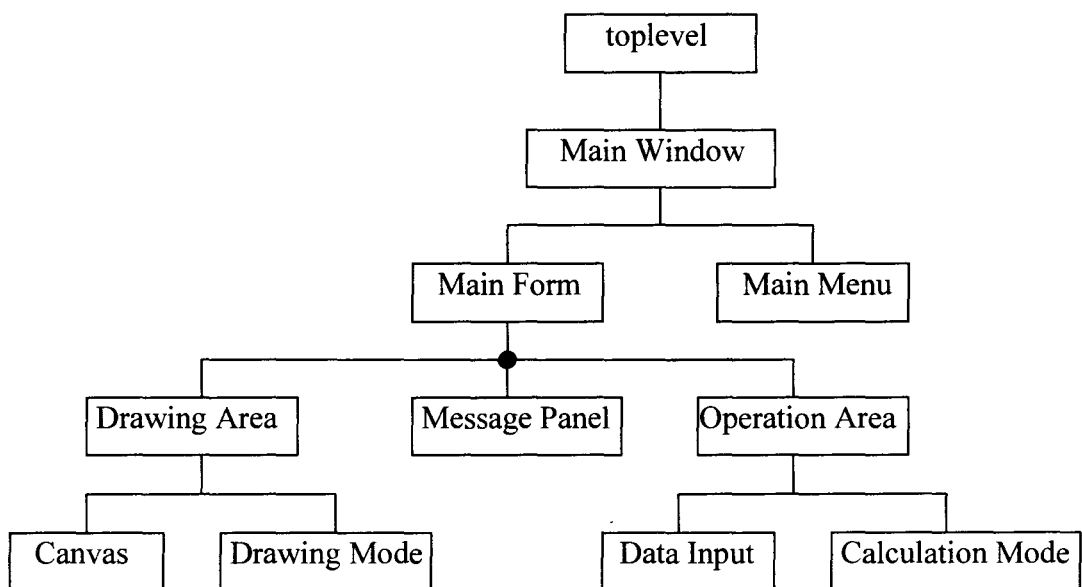 toplevel
Main Window
Main Form
Main Menu
Drawing Area
Message Panel
Operation Area
Canvas
Drawing Mode
Data Input
Calculation Mode